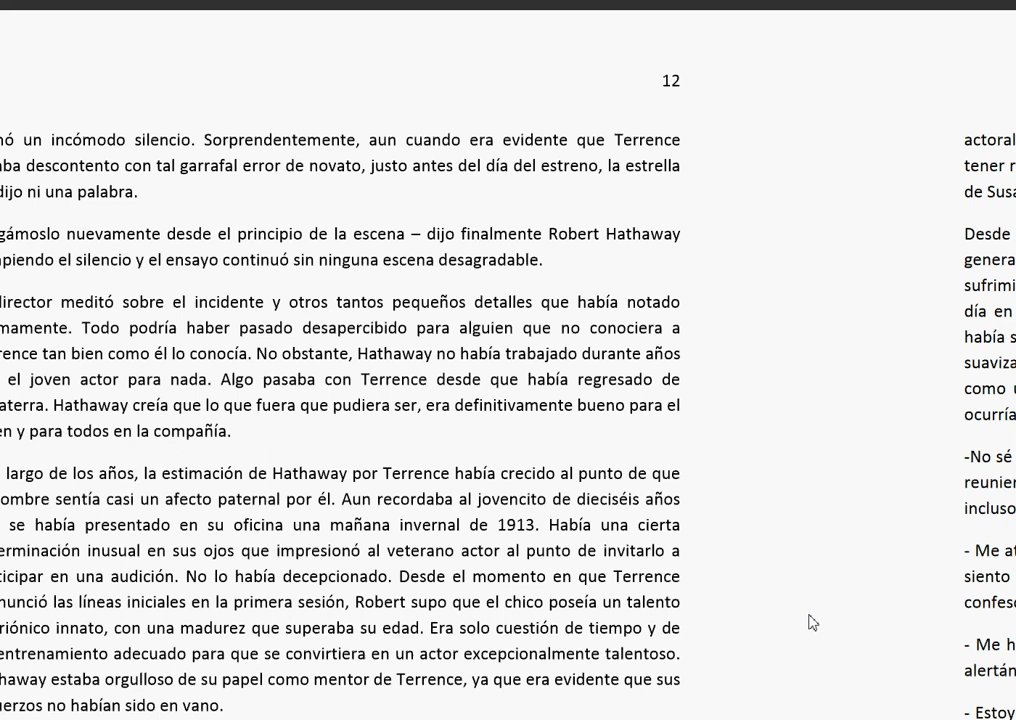 12
nó un incómodo silencio. Sorprendentemente, aun cuando era evidente que Terrence
aba descontento con tal garrafal error de novato, justo antes del día del estreno, la estrella
dijo ni una palabra.
gámoslo nuevamente desde el principio de la escena – dijo finalmente Robert Hathaway
piendo el silencio y el ensayo continuó sin ninguna escena desagradable.
director meditó sobre el incidente y otros tantos pequeños detalles que había notado
mamente. Todo podría haber pasado desapercibido para alguien que no conociera a
rence tan bien como él lo conocía. No obstante, Hathaway no había trabajado durante años
el joven actor para nada. Algo pasaba con Terrence desde que había regresado de
aterra. Hathaway creía que lo que fuera que pudiera ser, era definitivamente bueno para el
en y para todos en la compañía.
largo de los años, la estimación de Hathaway por Terrence había crecido al punto de que
ombre sentía casi un afecto paternal por él. Aun recordaba al jovencito de dieciséis años
se había presentado en su oficina una mañana invernal de 1913. Había una cierta
erminación inusual en sus ojos que impresionó al veterano actor al punto de invitarlo a
ticipar en una audición. No lo había decepcionado. Desde el momento en que Terrence
nunció las líneas iniciales en la primera sesión, Robert supo que el chico poseía un talento
riónico innato, con una madurez que superaba su edad. Era solo cuestión de tiempo y de
entrenamiento adecuado para que se convirtiera en un actor excepcionalmente talentoso.
haway estaba orgulloso de su papel como mentor de Terrence, ya que era evidente que sus
uerzos no habían sido en vano.
actoral
tener r
de Susa
Desde
genera
sufrimi
día en
había s
suaviza
como u
ocurría
-No sé
reunier
incluso
- Me at
siento
confeso
- Me h
alertán
- Estoy